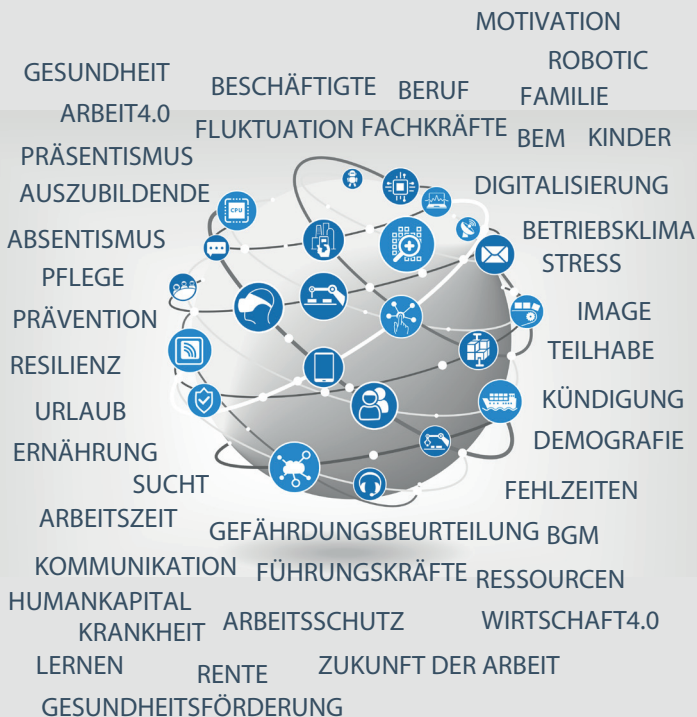 MOTIVATION
ROBOTIC
GESUNDHEIT
BESCHÄFTIGTE
BERUF
FAMILIE
ARBEIT4.0
FLUKTUATION
FACHKRÄFTE
BEM
KINDER
PRÄSENTISMUS
AUSZUBILDENDE
DIGITALISIERUNG
CPU
ABSENTISMUS
BETRIEBSKLIMA
STRESS
PFLEGE
PRÄVENTION
IMAGE
TEILHABE
RESILIENZ
URLAUB
KÜNDIGUNG
ERNÄHRUNG
DEMOGRAFIE
SUCHT
FEHLZEITEN
ARBEITSZEIT
GEFÄHRDUNGSBEURTEILUNG
BGM
KOMMUNIKATION
FÜHRUNGSKRÄFTE
RESSOURCEN
HUMANKAPITAL
KRANKHEIT
ARBEITSSCHUTZ
WIRTSCHAFT4.0
LERNEN
RENTE
ZUKUNFT DER ARBEIT
GESUNDHEITSFÖRDERUNG